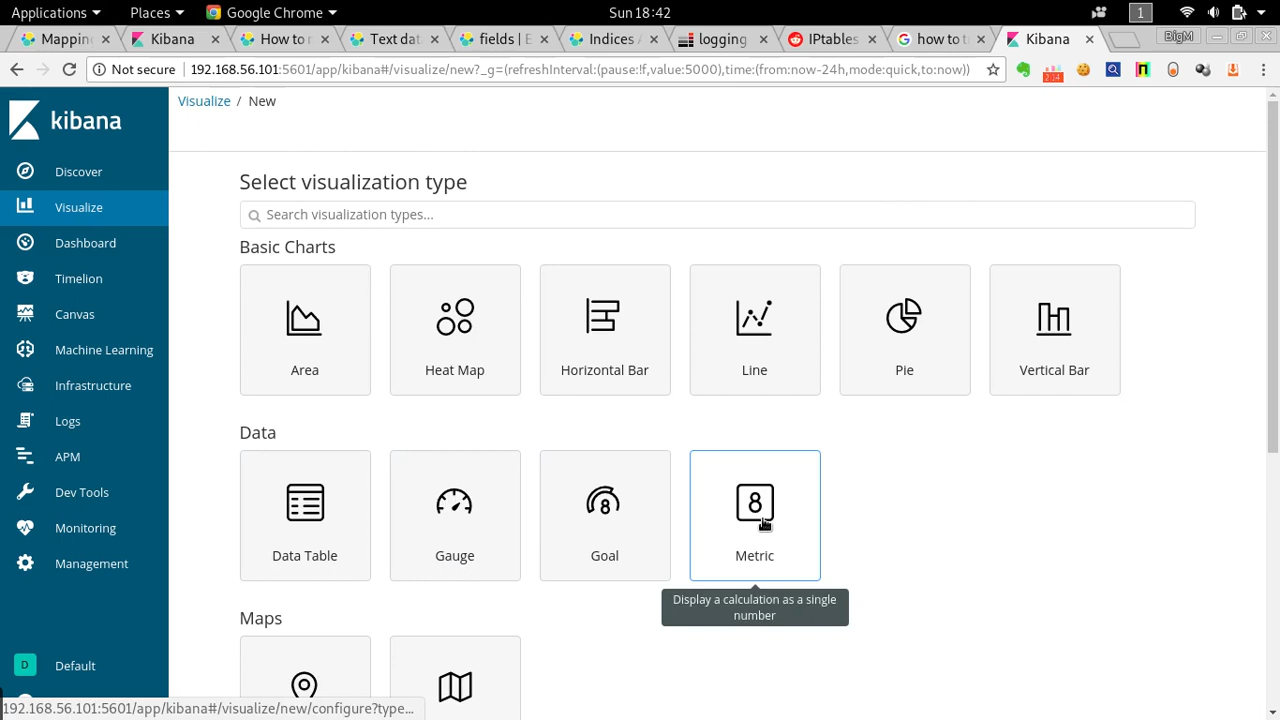 Applications Places Google Chrome Sun 18:42 1
Mappin Kibana How to r Text dat fields | E Indices A logging IPtables how to t Kibana BigM
Not secure 192.168.56.101:5601/app/kibana#/visualize/new?_g=(refreshInterval:(pause:!f,value:5000),time:(from:now-24h,mode:quick,to:now))
kibana
Discover
Visualize
Dashboard
Timelion
Canvas
Machine Learning
Infrastructure
Logs
APM
Dev Tools
Monitoring
Management
D Default
Visualize / New
Select visualization type
Search visualization types...
Basic Charts
Area Heat Map Horizontal Bar Line Pie Vertical Bar
Data
8 8
Data Table Gauge Goal Metric
Display a calculation as a single
number
Maps
192.168.56.101:5601/app/kibana#/visualize/new/configure?type...